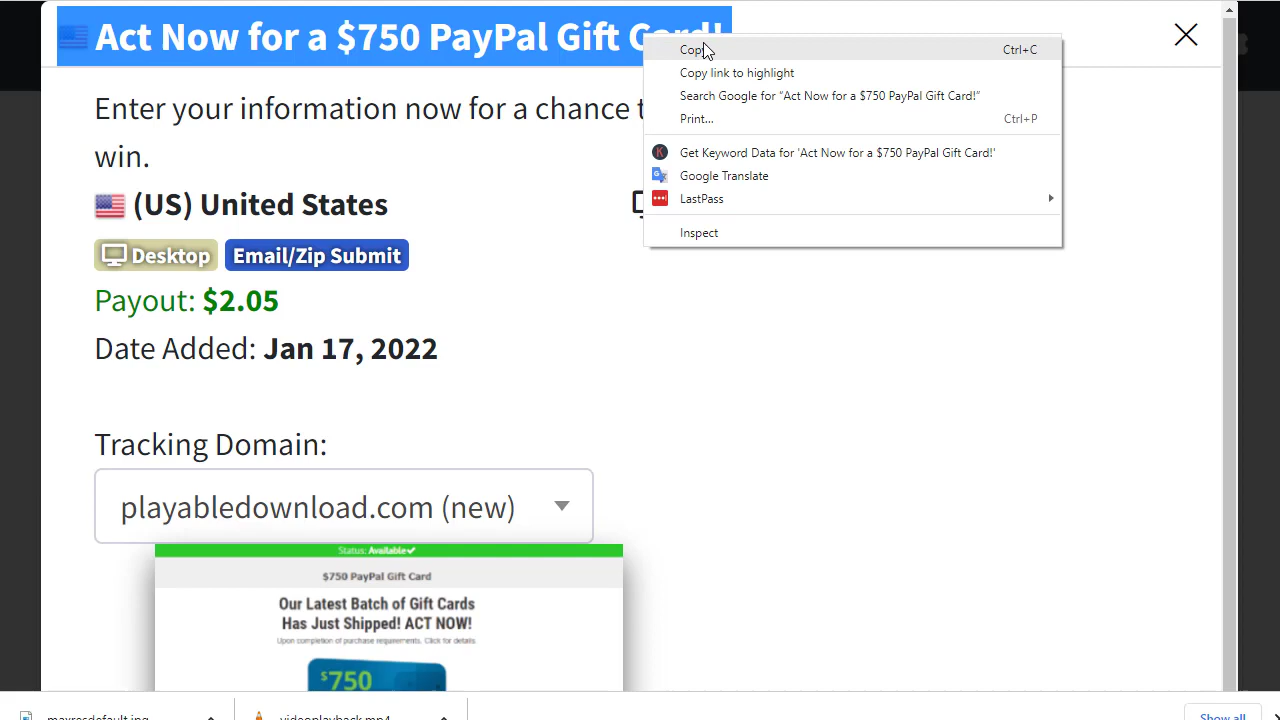 Act Now for a $750 PayPal Gift Card!
Copy Ctrl+C
Copy link to highlight
Search Google for “Act Now for a $750 PayPal Gift Card!”
Print... Ctrl+P
Get Keyword Data for 'Act Now for a $750 PayPal Gift Card!'
Google Translate
LastPass
Inspect
Enter your information now for a chance
win.
(US) United States
Desktop Email/Zip Submit
Payout: $2.05
Date Added: Jan 17, 2022
Tracking Domain:
playabledownload.com (new)
Status: Available✔
$750 PayPal Gift Card
Our Latest Batch of Gift Cards
Has Just Shipped! ACT NOW!
Upon completion of purchase requirements. Click for details
$750
maxresdefault.jpg
videoplayback.mp4
Show all